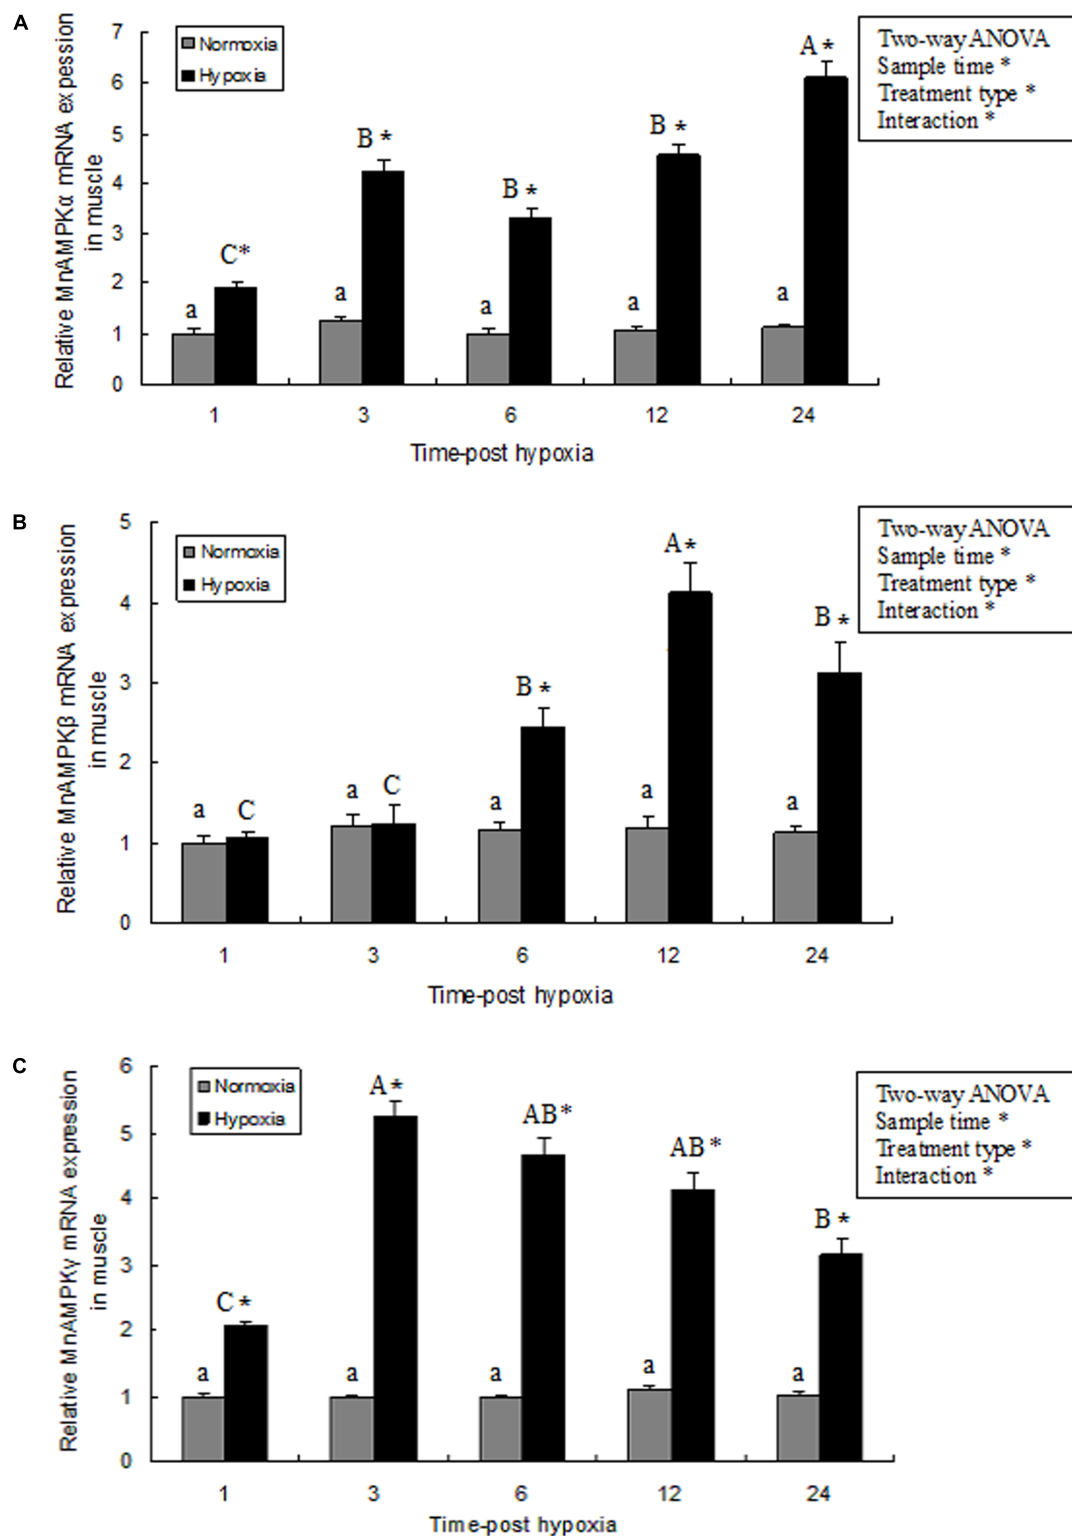 A
Relative MnAMPKα mRNA expession
in muscle
7
6
5
4
3
2
1
0
Normoxia
Hypoxia
a
C*
a
B*
a
B*
a
B*
a
A*
Two-way ANOVA
Sample time *
Treatment type *
Interaction *
1
3
6
12
24
Time-post hypoxia
B
Relative MnAMPKβ mRNA expression
in muscle
5
4
3
2
1
0
Normoxia
Hypoxia
a
C
a
C
a
B*
a
A*
a
B*
Two-way ANOVA
Sample time *
Treatment type *
Interaction *
1
3
6
12
24
Time-post hypoxia
C
Relative MnAMPKγ mRNA expression
in muscle
6
5
4
3
2
1
0
Normoxia
Hypoxia
a
C*
a
A*
a
AB*
a
AB*
a
B*
Two-way ANOVA
Sample time *
Treatment type *
Interaction *
1
3
6
12
24
Time-post hypoxia